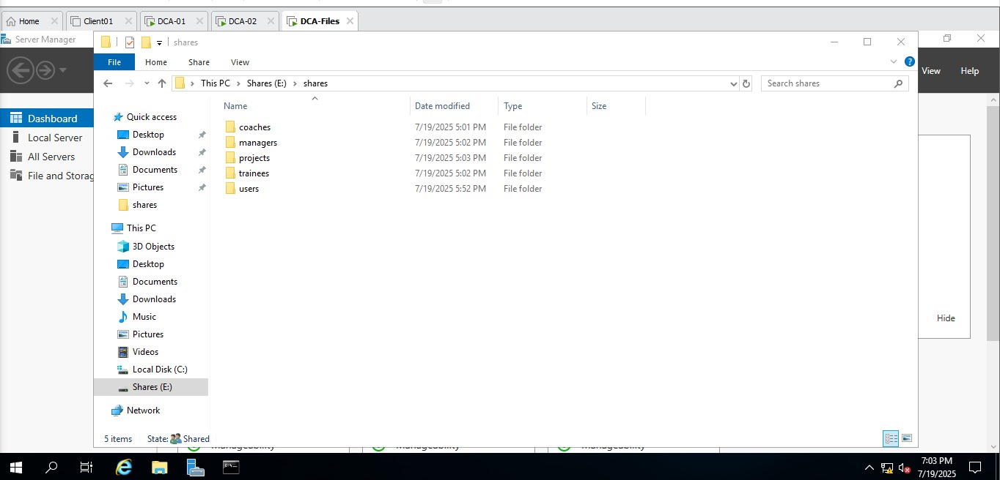 Home Client01 DCA-01 DCA-02 DCA-Files
Server Manager
shares
File Home Share View
View Help
This PC Shares (E:) shares
Search shares
Name Date modified Type Size
Dashboard
Local Server
All Servers
File and Storag
Quick access
Desktop
Downloads
Documents
Pictures
shares
This PC
3D Objects
Desktop
Documents
Downloads
Music
Pictures
Videos
Local Disk (C:)
Shares (E:)
Network
coaches 7/19/2025 5:01 PM File folder
managers 7/19/2025 5:02 PM File folder
projects 7/19/2025 5:03 PM File folder
trainees 7/19/2025 5:02 PM File folder
users 7/19/2025 5:52 PM File folder
Hide
5 items State: Shared
manageability manageability manageability
7:03 PM
7/19/2025